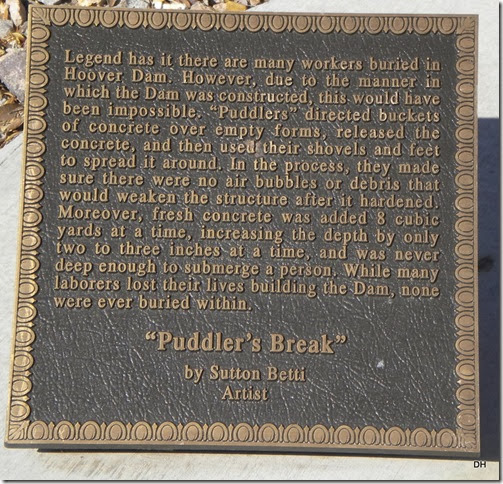 Legend has it there are many workers buried in
Hoover Dam. However, due to the manner in
which the Dam was constructed, this would have
been impossible. “Puddlers” directed buckets
of concrete over empty forms, released the
concrete, and then used their shovels and feet
to spread it around. In the process, they made
sure there were no air bubbles or debris that
would weaken the structure after it hardened.
Moreover, fresh concrete was added 8 cubic
yards at a time, increasing the depth by only
two to three inches at a time, and was never
deep enough to submerge a person. While many
laborers lost their lives building the Dam, none
were ever buried within.
“Puddler’s Break”
by Sutton Betti
Artist
DH